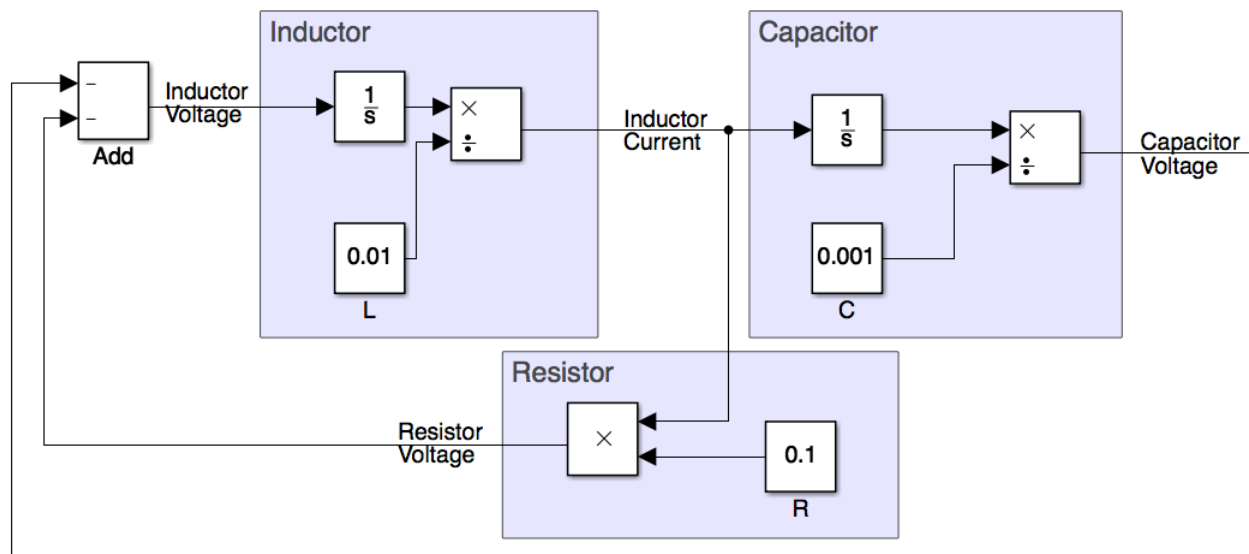 Inductor
Capacitor
−
−
Add
Inductor
Voltage
1
s
×
÷
0.01
L
Inductor
Current
1
s
×
÷
0.001
C
Capacitor
Voltage
Resistor
×
0.1
R
Resistor
Voltage